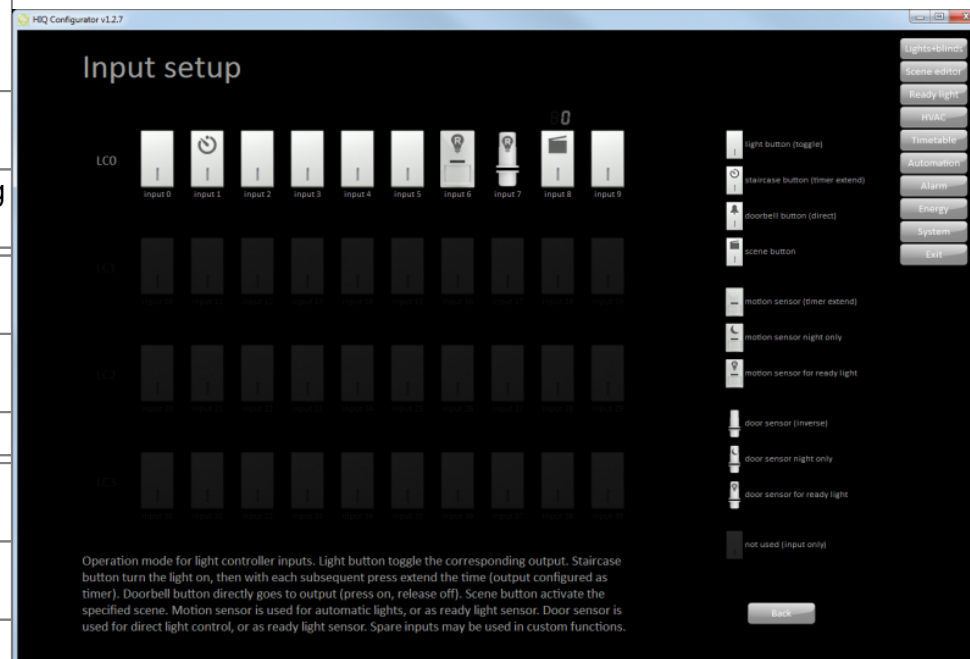 HIQ Configurator v1.2.7
Input setup
0
LC0
input 0 input 1 input 2 input 3 input 4 input 5 input 6 input 7 input 8 input 9
LC1
LC2
LC3
light button (toggle)
staircase button (timer extend)
doorbell button (direct)
scene button
motion sensor (timer extend)
motion sensor night only
motion sensor for ready light
door sensor (inverse)
door sensor night only
door sensor for ready light
not used (input only)
Lights+blinds
Scene editor
Ready light
HVAC
Timetable
Automation
Alarm
Energy
System
Exit
Operation mode for light controller inputs. Light button toggle the corresponding output. Staircase
button turn the light on, then with each subsequent press extend the time (output configured as
timer). Doorbell button directly goes to output (press on, release off). Scene button activate the
specified scene. Motion sensor is used for automatic lights, or as ready light sensor. Door sensor is
used for direct light control, or as ready light sensor. Spare inputs may be used in custom functions.
Back